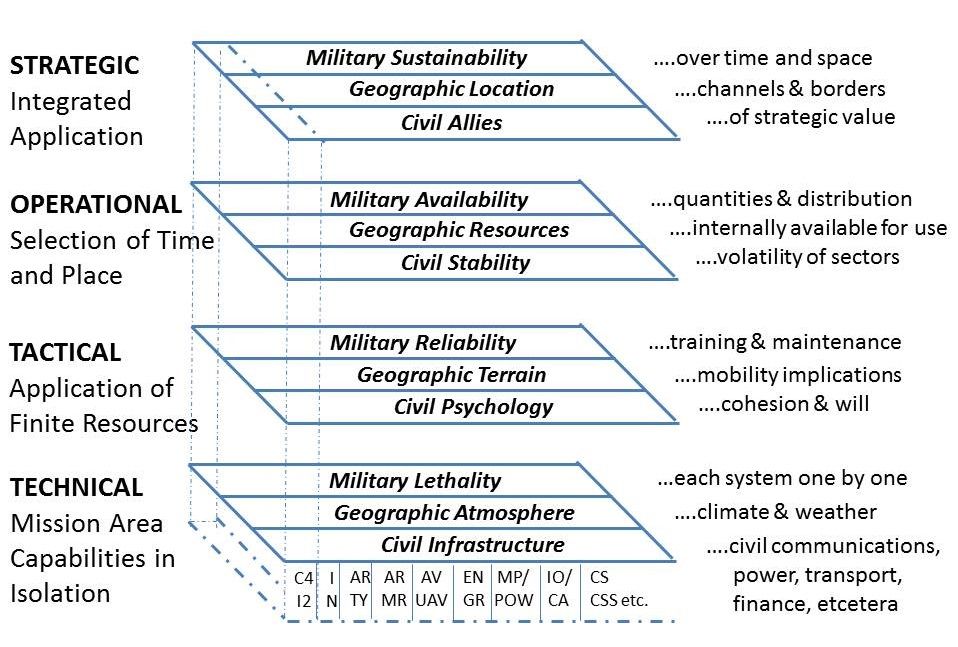 STRATEGIC
Integrated
Application
Military Sustainability
Geographic Location
Civil Allies
....over time and space
....channels & borders
....of strategic value
OPERATIONAL
Selection of Time
and Place
Military Availability
Geographic Resources
Civil Stability
....quantities & distribution
....internally available for use
....volatility of sectors
TACTICAL
Application of
Finite Resources
Military Reliability
Geographic Terrain
Civil Psychology
....training & maintenance
....mobility implications
....cohesion & will
TECHNICAL
Mission Area
Capabilities in
Isolation
Military Lethality
Geographic Atmosphere
Civil Infrastructure
...each system one by one
....climate & weather
....civil communications,
power, transport,
finance, etcetera
C4 I AR AR AV EN MP/ IO/ CS
I2 N TY MR UAV GR POW CA CSS etc.